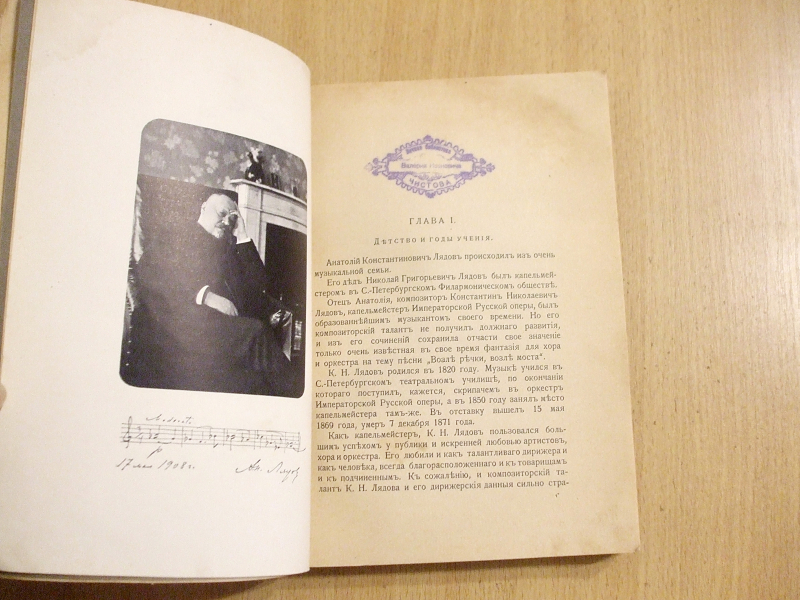 Moderato
p
17 мая 1908 г.
Ан. Лядов
ЧИСТОВА
ГЛАВА I.
Дѣтство и годы ученія.
Анатолій Константиновичъ Лядовъ происходилъ изъ очень
музыкальной семьи.
Его дѣдъ Николай Григорьевичъ Лядовъ былъ капельмей-
стеромъ въ С.-Петербургскомъ Филармоническомъ обществѣ.
Отецъ Анатолія, композиторъ Константинъ Николаевичъ
Лядовъ, капельмейстеръ Императорской Русской оперы, былъ
образованнѣйшимъ музыкантомъ своего времени. Но его
композиторскій талантъ не получилъ должнаго развитія,
и изъ его сочиненій сохранила отчасти свое значеніе
только очень извѣстная въ свое время фантазія для хора
и оркестра на тему пѣсни „Возлѣ рѣчки, возлѣ моста“.
К. Н. Лядовъ родился въ 1820 году. Музыкѣ учился въ
С.-Петербургскомъ театральномъ училищѣ, по окончаніи
котораго поступилъ, кажется, скрипачемъ въ оркестръ
Императорской Русской оперы, а въ 1850 году занялъ мѣсто
капельмейстера тамъ-же. Въ отставку вышелъ 15 мая
1869 года, умеръ 7 декабря 1871 года.
Какъ капельмейстеръ, К. Н. Лядовъ пользовался боль-
шимъ успѣхомъ у публики и искренней любовью артистовъ,
хора и оркестра. Его любили и какъ талантливаго дирижера и
какъ человѣка, всегда благорасположеннаго и къ товарищамъ
и къ подчиненнымъ. Къ сожалѣнію, и композиторскій та-
лантъ К. Н. Лядова и его дирижерскія данныя сильно стра-